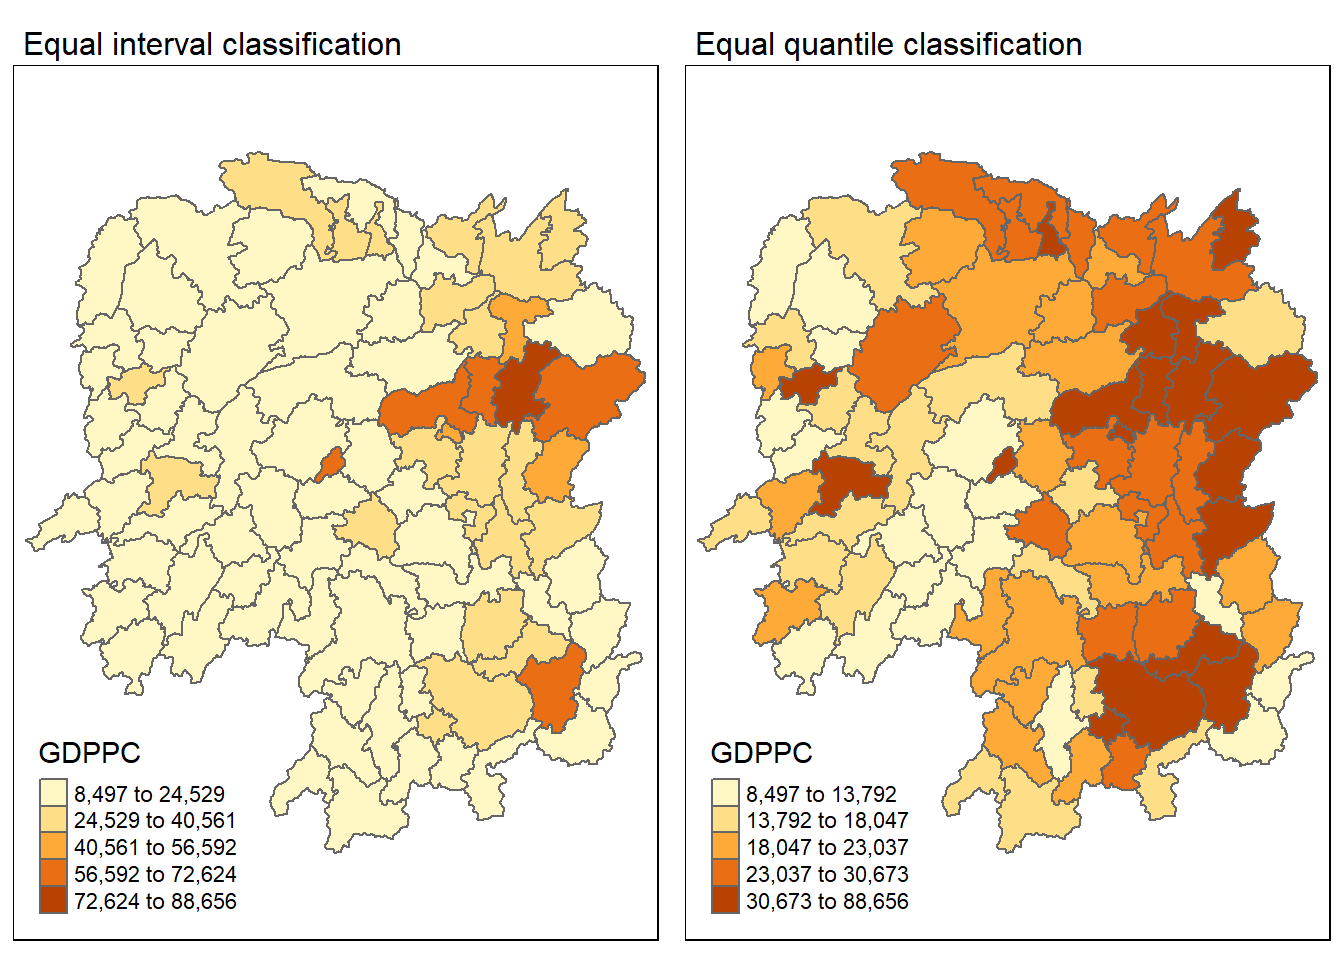 Equal interval classification
GDPPC
8,497 to 24,529
24,529 to 40,561
40,561 to 56,592
56,592 to 72,624
72,624 to 88,656
Equal quantile classification
GDPPC
8,497 to 13,792
13,792 to 18,047
18,047 to 23,037
23,037 to 30,673
30,673 to 88,656